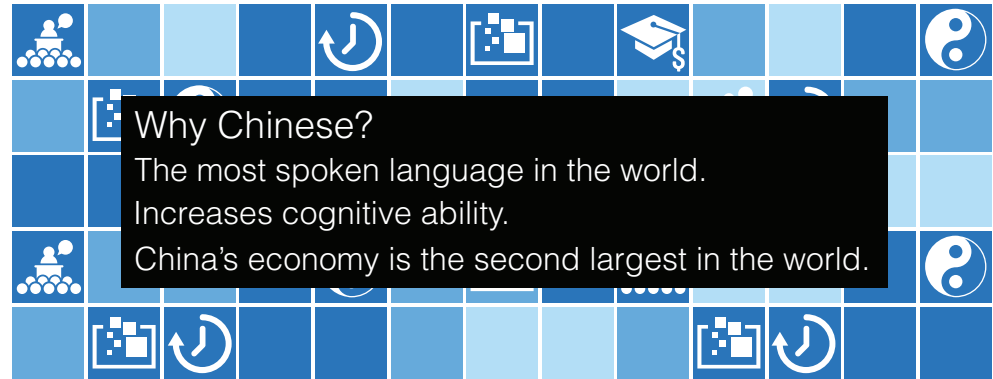 Why Chinese?
The most spoken language in the world.
Increases cognitive ability.
China’s economy is the second largest in the world.